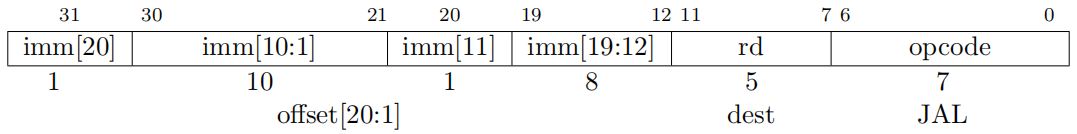 31 30 21 20 19 12 11 7 6 0
imm[20] imm[10:1] imm[11] imm[19:12] rd opcode
1 10 1 8 5 7
offset[20:1] dest JAL